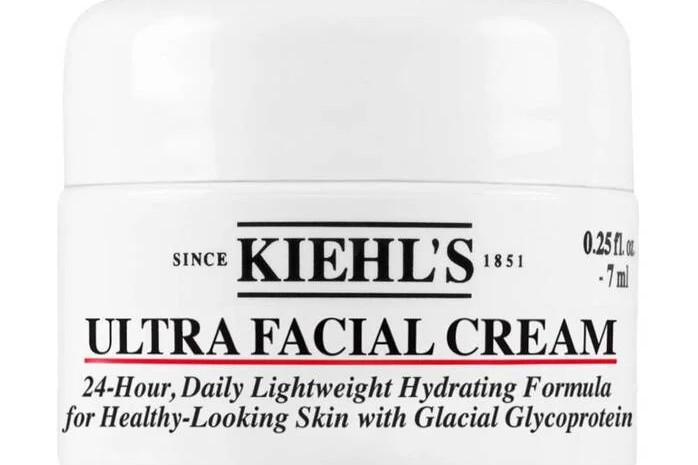 SINCE KIEHL'S 1851
0.25 fl. oz.
- 7 ml
ULTRA FACIAL CREAM
24-Hour, Daily Lightweight Hydrating Formula
for Healthy-Looking Skin with Glacial Glycoprotein